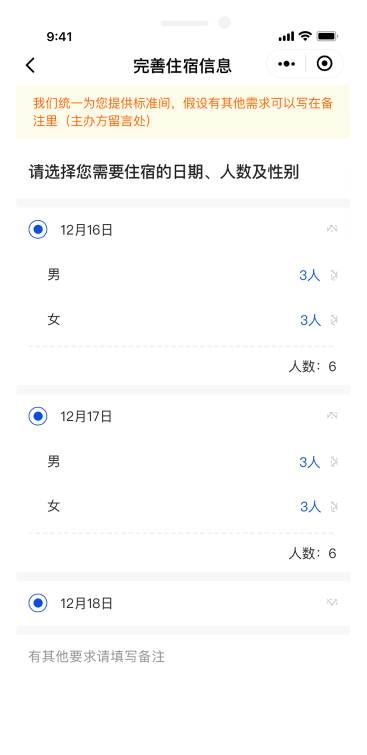 9:41
完善住宿信息
我们统一为您提供标准间，假设有其他需求可以写在备
注里（主办方留言处）
请选择您需要住宿的日期、人数及性别
12月16日
男 3人
女 3人
人数：6
12月17日
男 3人
女 3人
人数：6
12月18日
有其他要求请填写备注